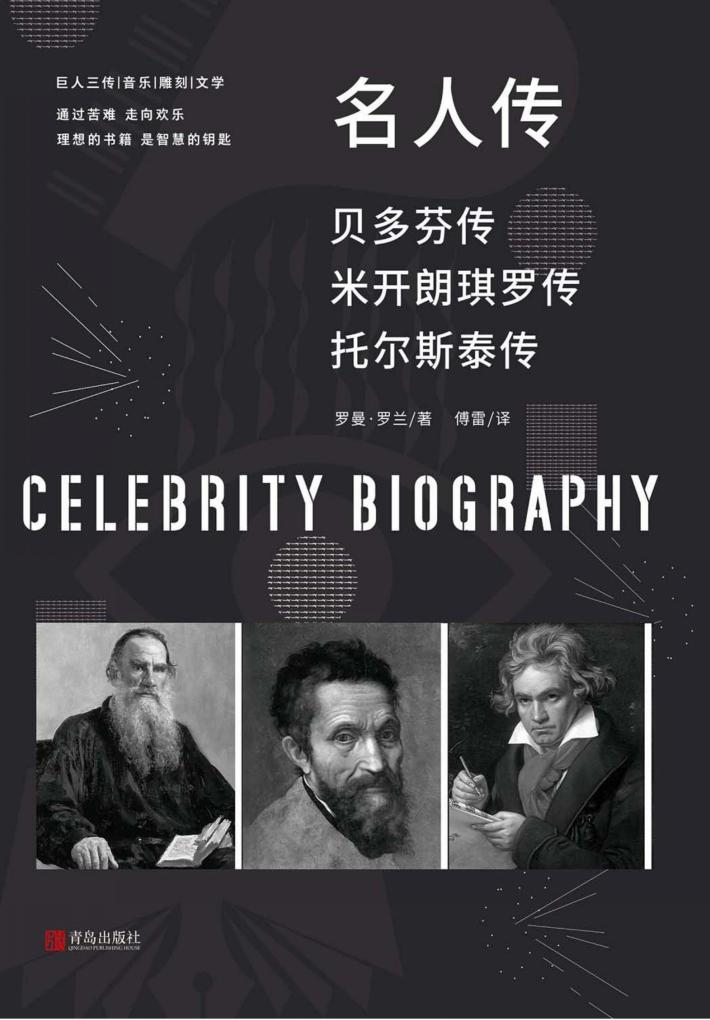 巨人三传|音乐|雕刻|文学
通过苦难 走向欢乐
理想的书籍 是智慧的钥匙
名人传
贝多芬传
米开朗琪罗传
托尔斯泰传
罗曼·罗兰/著 傅雷/译
CELEBRITY BIOGRAPHY
青岛出版社
QINGDAO PUBLISHING HOUSE